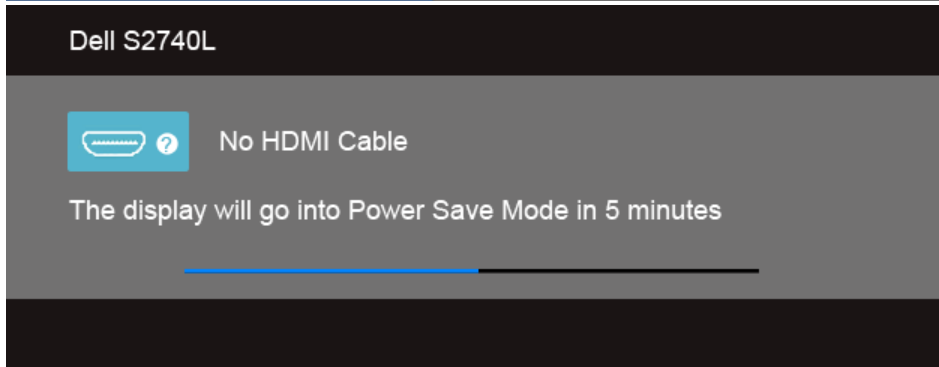 Dell S2740L
? No HDMI Cable
The display will go into Power Save Mode in 5 minutes